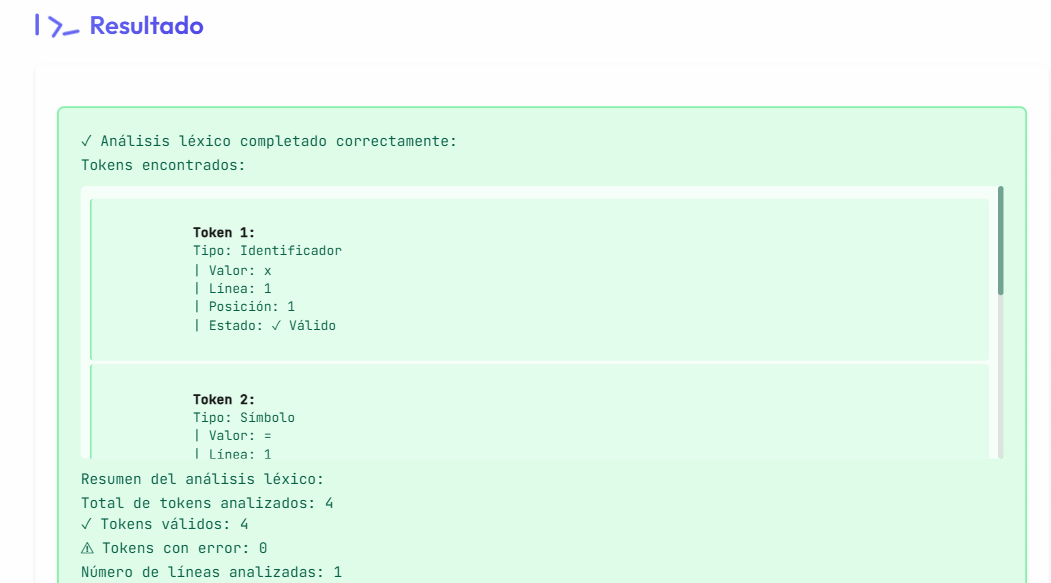 Resultado
✓ Análisis léxico completado correctamente:
Tokens encontrados:
Token 1:
Tipo: Identificador
| Valor: x
| Línea: 1
| Posición: 1
| Estado: ✓ Válido
Token 2:
Tipo: Símbolo
| Valor: =
| Línea: 1
Resumen del análisis léxico:
Total de tokens analizados: 4
✓ Tokens válidos: 4
⚠ Tokens con error: 0
Número de líneas analizadas: 1